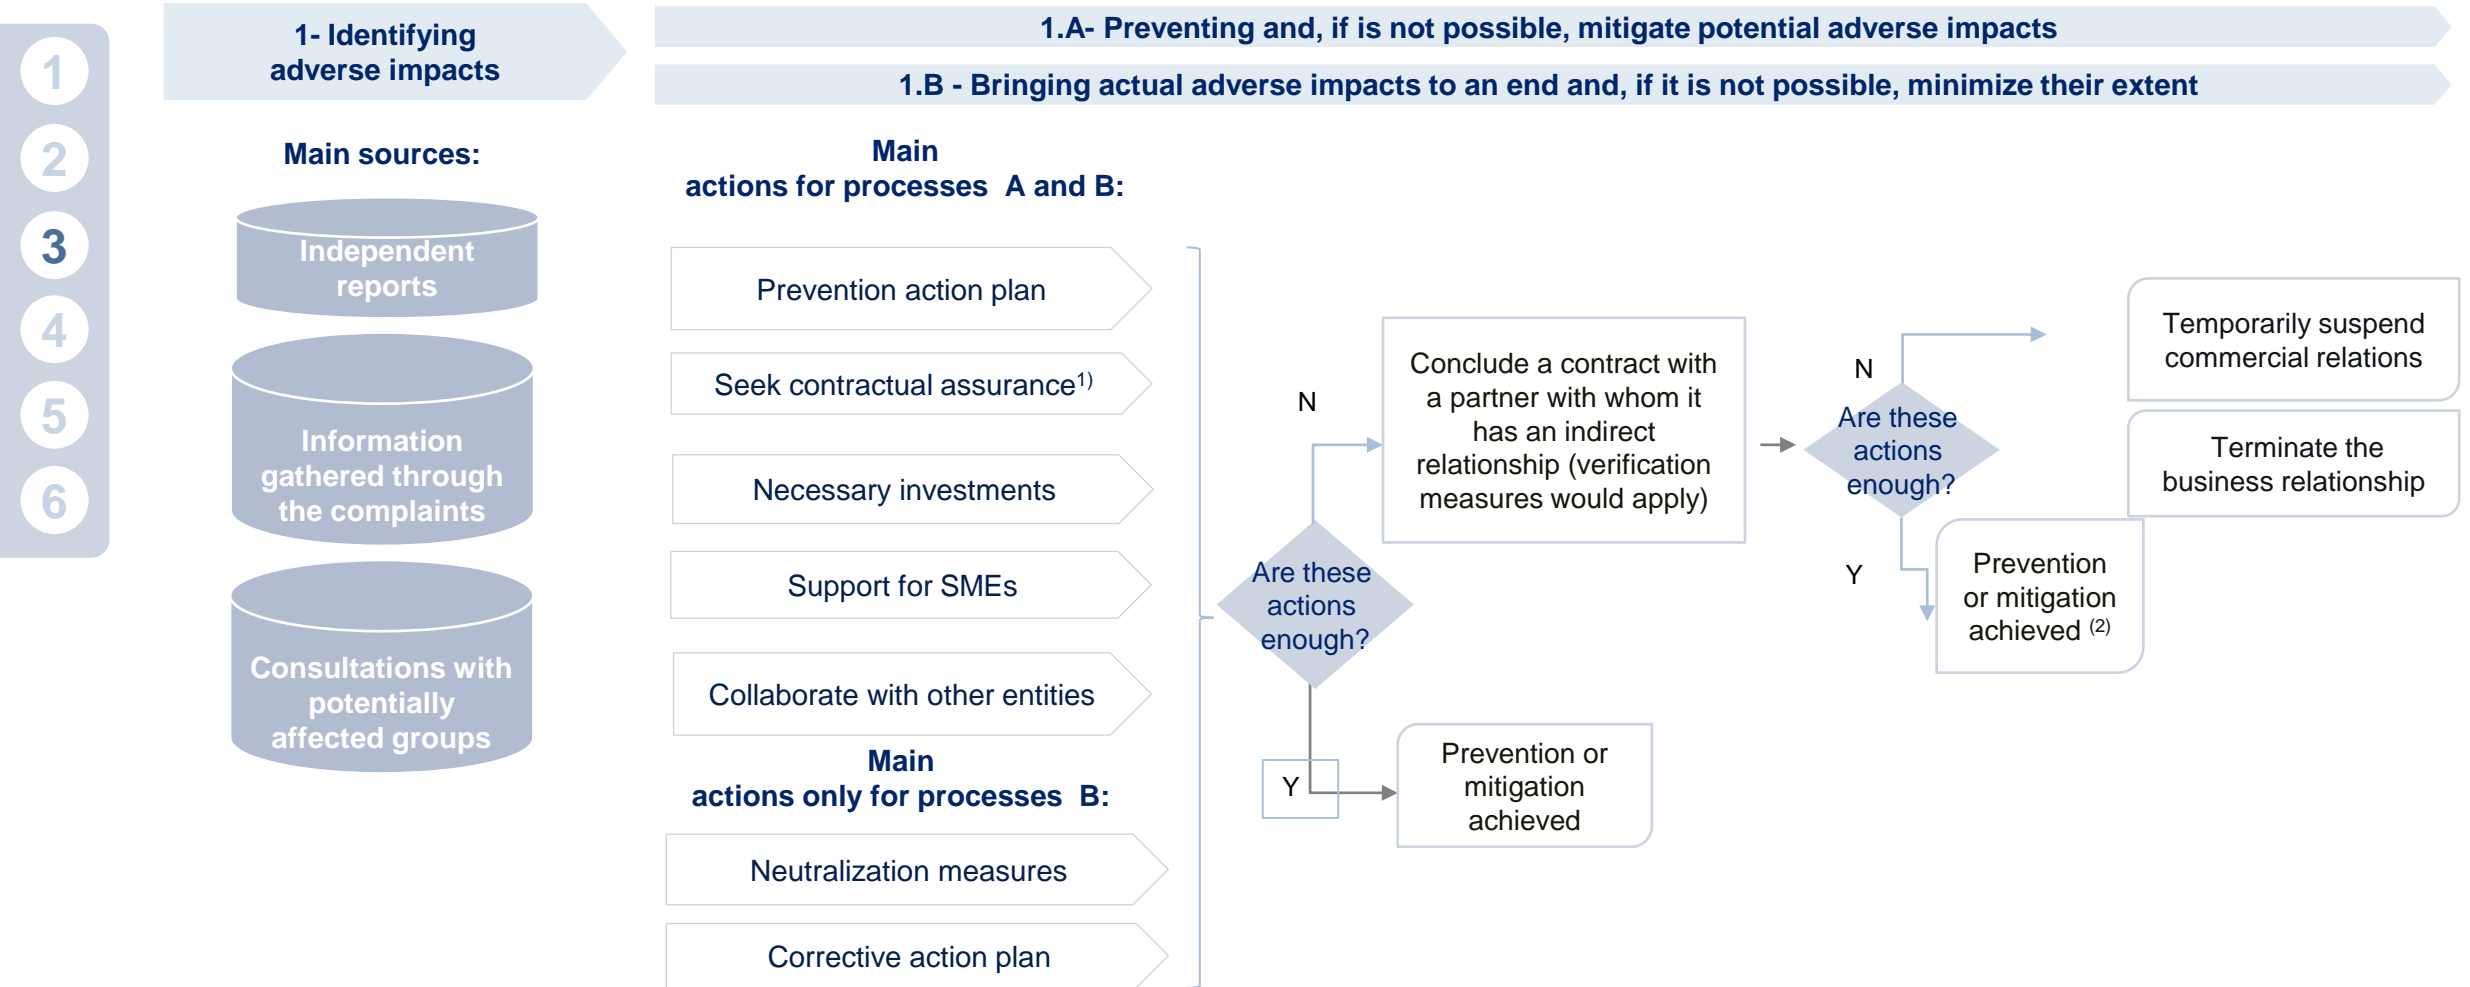 1
2
3
4
5
6
1- Identifying
adverse impacts
1.A- Preventing and, if is not possible, mitigate potential adverse impacts
1.B - Bringing actual adverse impacts to an end and, if it is not possible, minimize their extent
Main sources:
Independent
reports
Information
gathered through
the complaints
Consultations with
potentially
affected groups
Main
actions for processes A and B:
Prevention action plan
Seek contractual assurance1)
Necessary investments
Support for SMEs
Collaborate with other entities
Main
actions only for processes B:
Neutralization measures
Corrective action plan
Are these
actions
enough?
N
Y
Conclude a contract with
a partner with whom it
has an indirect
relationship (verification
measures would apply)
Prevention or
mitigation
achieved
Are these
actions
enough?
N
Y
Temporarily suspend
commercial relations
Terminate the
business relationship
Prevention
or mitigation
achieved (2)